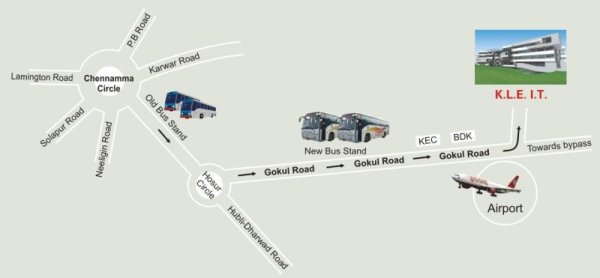 P.B Road
Karwar Road
Lamington Road
Chennamma
Circle
Solapur Road
Neeligin Road
Old Bus Stand
Hosur
Circle
Hubli-Dharwad Road
New Bus Stand
Gokul Road
Gokul Road
Gokul Road
KEC
BDK
K.L.E. I.T.
Towards bypass
Airport